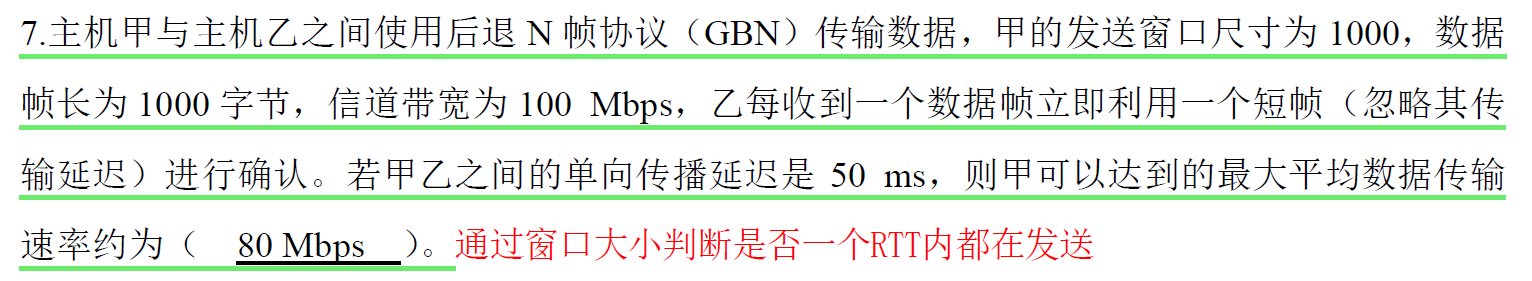 7.主机甲与主机乙之间使用后退 N 帧协议（GBN）传输数据，甲的发送窗口尺寸为 1000，数据
帧长为 1000 字节，信道带宽为 100 Mbps，乙每收到一个数据帧立即利用一个短帧（忽略其传
输延迟）进行确认。若甲乙之间的单向传播延迟是 50 ms，则甲可以达到的最大平均数据传输
速率约为（ 80 Mbps ）。通过窗口大小判断是否一个RTT内都在发送